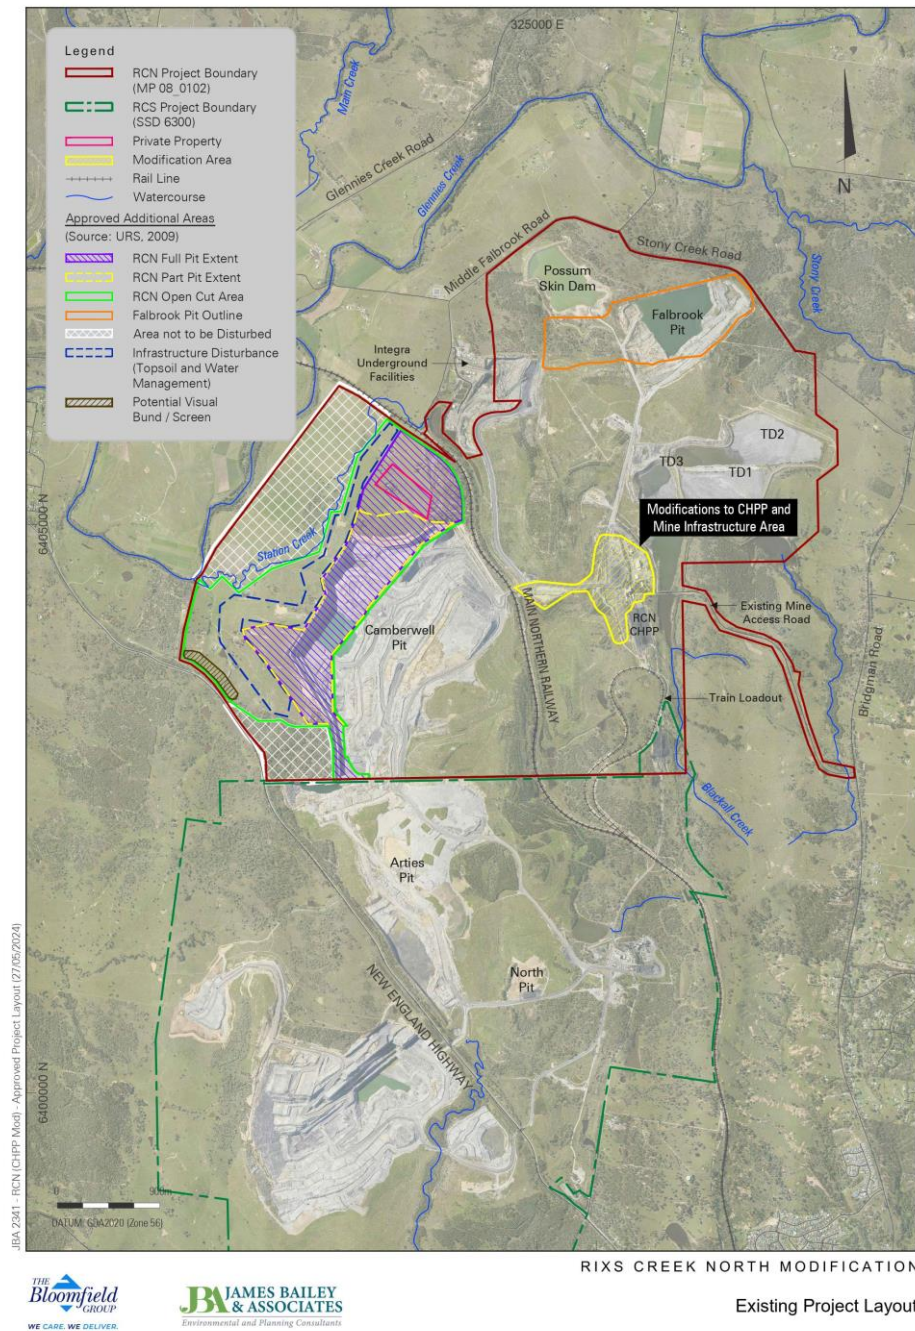 325000 E
Legend
RCN Project Boundary
(MP 08_0102)
RCS Project Boundary
(SSD 6300)
Private Property
Modification Area
Rail Line
Watercourse
Approved Additional Areas
(Source: URS, 2009)
RCN Full Pit Extent
RCN Part Pit Extent
RCN Open Cut Area
Falbrook Pit Outline
Area not to be Disturbed
Infrastructure Disturbance
(Topsoil and Water
Management)
Potential Visual
Bund / Screen
Main Creek
Glennies Creek Road
Glennies Creek
N
Middle Falbrook Road
Stony Creek Road
Stony Creek
Possum
Skin Dam
Falbrook
Pit
Integra
Underground
Facilities
TD2
TD3
TD1
6405000 N
Modifications to CHPP and
Mine Infrastructure Area
Station Creek
Camberwell
Pit
MAIN NORTHERN RAILWAY
RCN
CHPP
Existing Mine
Access Road
Bridgman Road
Train Loadout
Blackall Creek
Arties
Pit
North
Pit
NEW ENGLAND HIGHWAY
6400000 N
0 900m
DATUM: GDA2020 (Zone 56)
JBA 2341 - RCN (CHPP Mod) - Approved Project Layout (27/05/2024)
RIXS CREEK NORTH MODIFICATION
Existing Project Layout
THE
Bloomfield
GROUP
WE CARE. WE DELIVER.
JBA JAMES BAILEY
& ASSOCIATES
Environmental and Planning Consultants